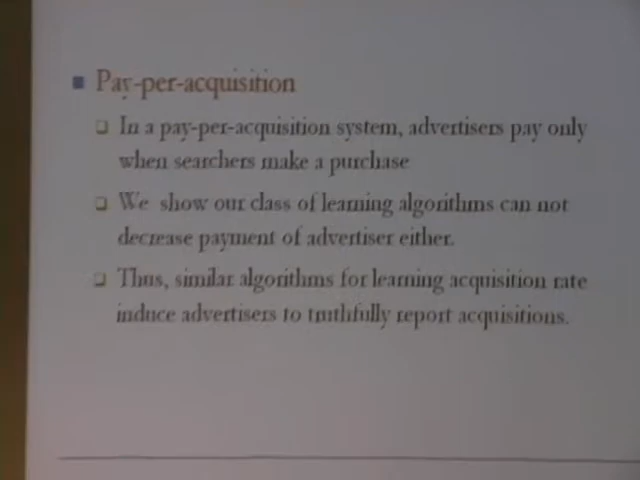 Pay-per-acquisition
In a pay-per-acquisition system, advertisers pay only
when searchers make a purchase
We show our class of learning algorithms can not
decrease payment of advertiser either.
Thus, similar algorithms for learning acquisition rate
induce advertisers to truthfully report acquisitions.